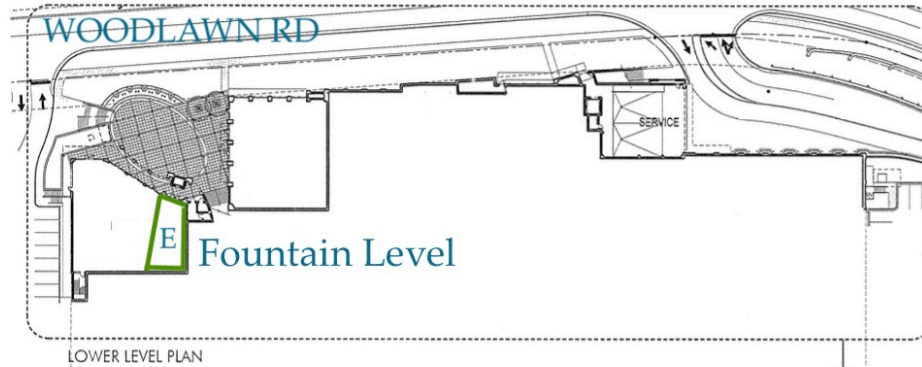 WOODLAWN RD
SERVICE
E
Fountain Level
LOWER LEVEL PLAN